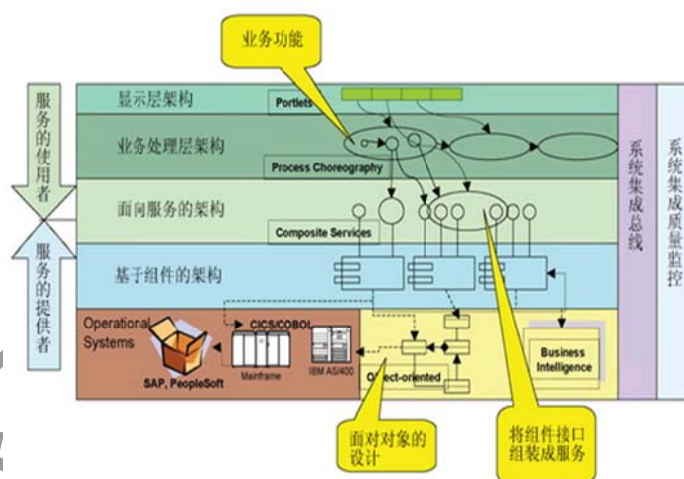 业务功能
显示层架构
Portlets
业务处理层架构
Process Choreography
面向服务的架构
Composite Services
基于组件的架构
Operational
Systems
CICS/COBOL
SAP, PeopleSoft
Mainframe
IBM AS/400
Object-oriented
Business
Intelligence
面对对象的
设计
将组件接口
组装成服务
服务的使用者
服务的提供者
系统集成总线
系统集成质量监控